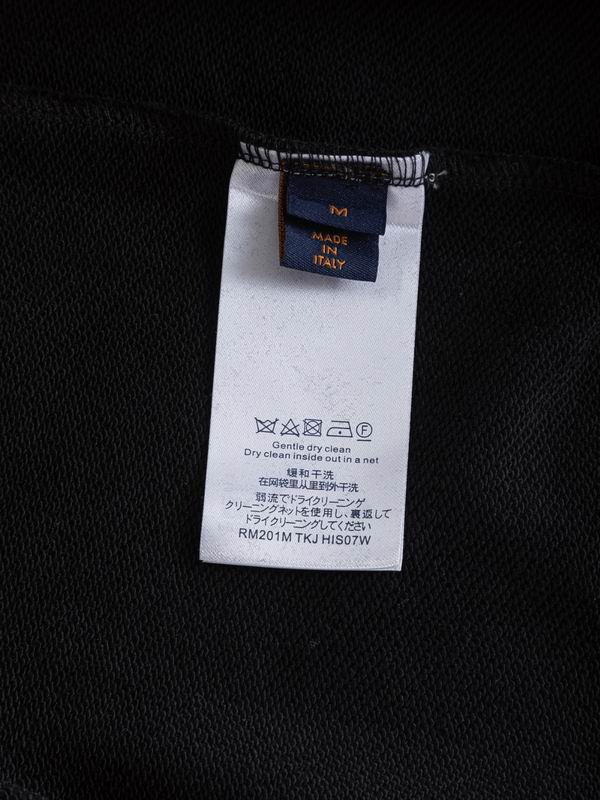 M
MADE
IN
ITALY
F
Gentle dry clean
Dry clean inside out in a net
缓和干洗
在网袋里从里到外干洗
弱流でドライクリーニング
クリーニングネットを使用し、裏返して
ドライクリーニングしてください
RM201M TKJ HIS07W